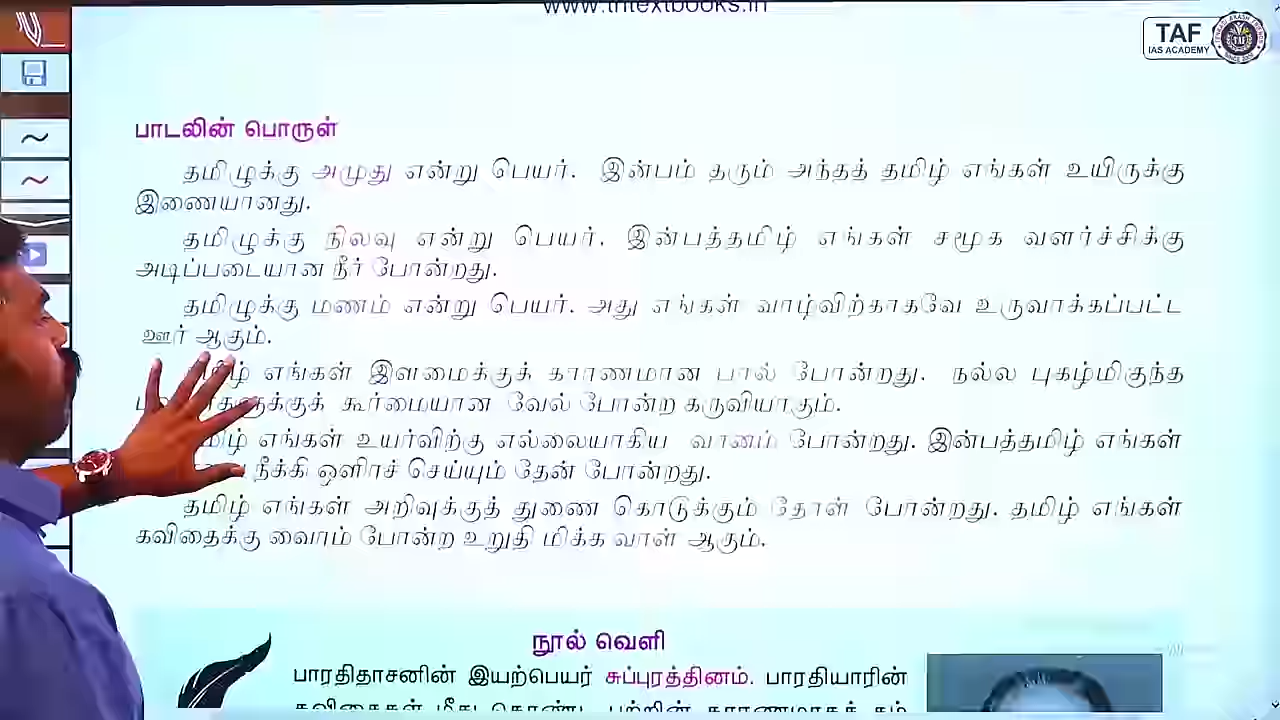 www.tntextbooks.in
TAF
IAS ACADEMY
பாடலின் பொருள்
தமிழுக்கு அமுது என்று பெயர். இன்பம் தரும் அந்தத் தமிழ் எங்கள் உயிருக்கு
இணையானது.
தமிழுக்கு நிலவு என்று பெயர். இன்பத்தமிழ் எங்கள் சமூக வளர்ச்சிக்கு
அடிப்படையான நீர் போன்றது.
தமிழுக்கு மணம் என்று பெயர். அது எங்கள் வாழ்விற்காகவே உருவாக்கப்பட்ட
ஊர் ஆகும்.
எங்கள் இளமைக்குக் காரணமான பால் போன்றது. நல்ல புகழ்மிகுந்த
கூர்மையான வேல் போன்ற கருவியாகும்.
எங்கள் உயர்விற்கு எல்லையாகிய வானம் போன்றது. இன்பத்தமிழ் எங்கள்
நீக்கி ஒளிரச் செய்யும் தேன் போன்றது.
தமிழ் எங்கள் அறிவுக்குத் துணை கொடுக்கும் தோள் போன்றது. தமிழ் எங்கள்
கவிதைக்கு வைரம் போன்ற உறுதி மிக்க வாள் ஆகும்.
நூல் வெளி
பாரதிதாசனின் இயற்பெயர் சுப்புரத்தினம். பாரதியாரின்